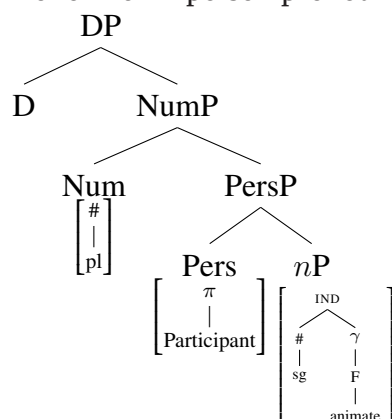 DP
D NumP
Num PersP
#
pl
Pers nP
π
Participant
IND
# γ
sg F
animate